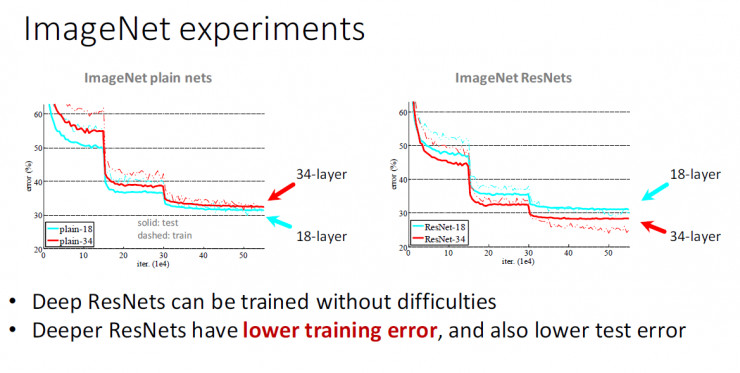 ImageNet experiments
ImageNet plain nets
ImageNet ResNets
60
50
40
30
20
error (%)
0
10
20
30
40
50
iter. (1e4)
plain-18
plain-34
solid: test
dashed: train
34-layer
18-layer
60
50
40
30
20
error (%)
0
10
20
30
40
50
iter. (1e4)
ResNet-18
ResNet-34
18-layer
34-layer
• Deep ResNets can be trained without difficulties
• Deeper ResNets have lower training error, and also lower test error